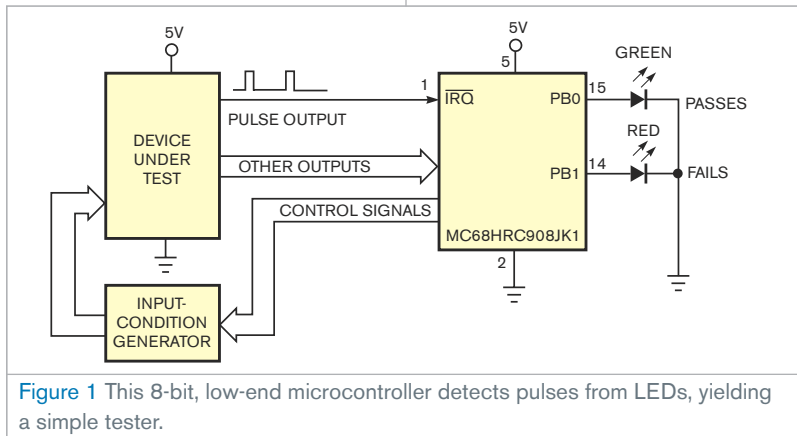 5V
5V
GREEN
5
1
IRQ
PB0
15
PASSES
PULSE OUTPUT
RED
DEVICE
UNDER
TEST
OTHER OUTPUTS
PB1
14
FAILS
CONTROL SIGNALS
MC68HRC908JK1
2
INPUT-
CONDITION
GENERATOR
Figure 1 This 8-bit, low-end microcontroller detects pulses from LEDs, yielding
a simple tester.